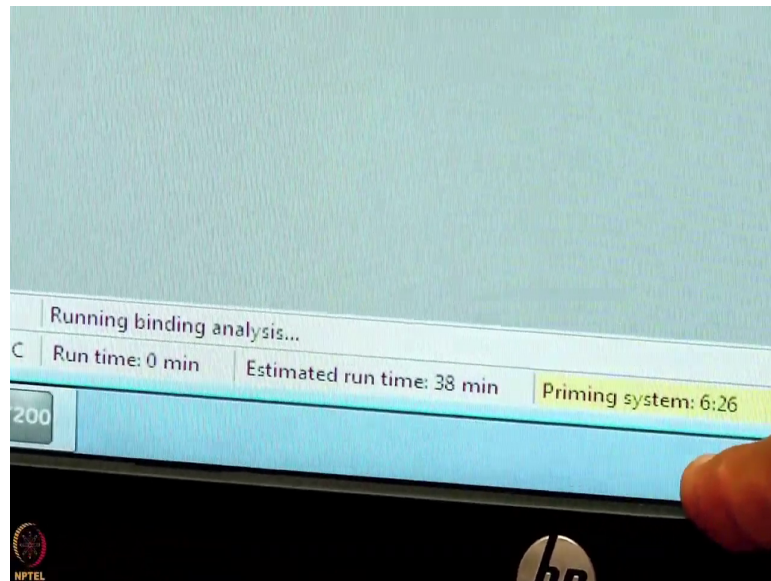 Running binding analysis...
C Run time: 0 min Estimated run time: 38 min Priming system: 6:26
200
hp
NPTEL